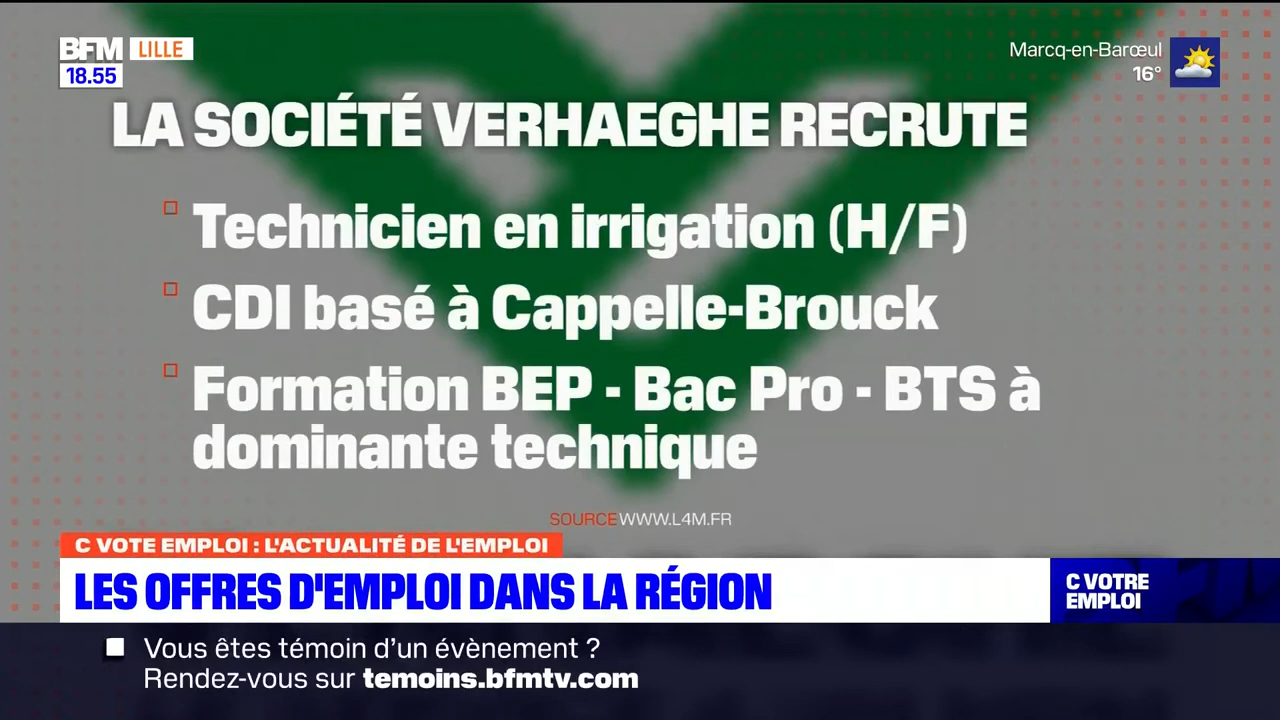 BFM LILLE
18.55
Marcq-en-Barœul
16°
LA SOCIÉTÉ VERHAEGHE RECRUTE
Technicien en irrigation (H/F)
CDI basé à Cappelle-Brouck
Formation BEP - Bac Pro - BTS à
dominante technique
SOURCE WWW.L4M.FR
C VOTE EMPLOI : L'ACTUALITÉ DE L'EMPLOI
LES OFFRES D'EMPLOI DANS LA RÉGION
C VOTRE
EMPLOI
Vous êtes témoin d'un évènement ?
Rendez-vous sur temoins.bfmtv.com